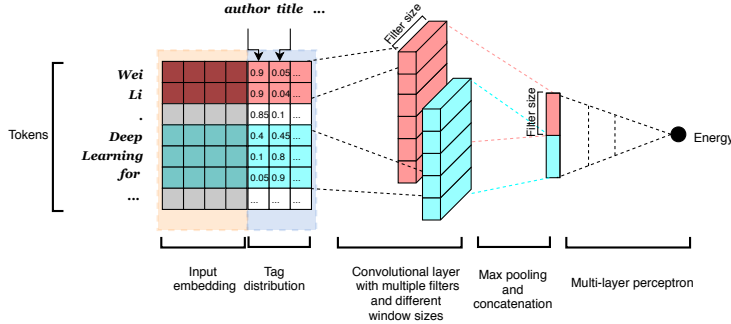 author title ...
Filter size
Wei 0.9 0.05 ...
Li 0.9 0.04 ...
. 0.85 0.1 ...
Deep 0.4 0.45 ...
Learning 0.1 0.8 ...
for 0.05 0.9 ...
... ... ...
Tokens
Filter size
Energy
Input
embedding
Tag
distribution
Convolutional layer
with multiple filters
and different
window sizes
Max pooling
and
concatenation
Multi-layer perceptron